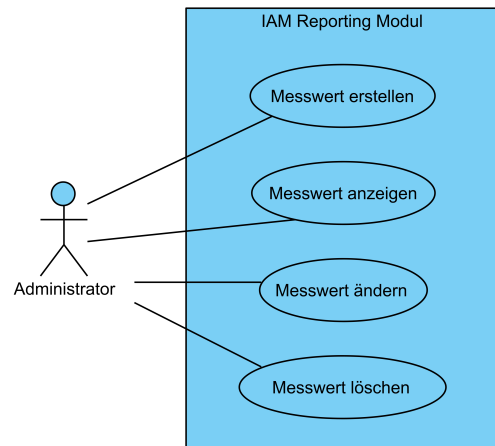 IAM Reporting Modul
Messwert erstellen
Messwert anzeigen
Messwert ändern
Administrator
Messwert löschen